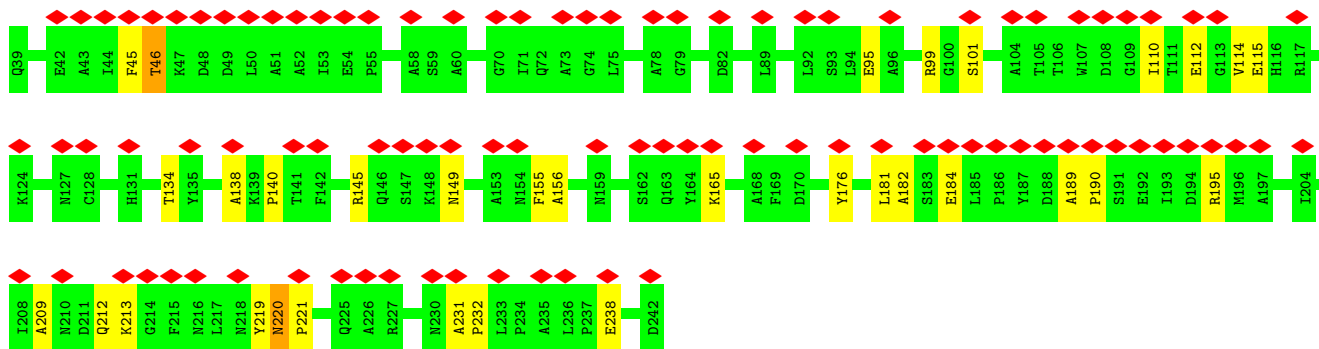 Q39 E42 A43 I44 F45 T46 K47 D48 D49 L50 A51 A52 I53 E54 P55 A58 S59 A60 G70 I71 Q72 A73 G74 L75 A78 G79 D82 L89 L92 S93 L94 E95 A96 R99 G100 S101 A104 T105 T106 W107 D108 G109 I110 T111 E112 G113 V114 E115 H116 R117
K124 N127 C128 H131 T134 Y135 A138 K139 P140 T141 F142 R145 Q146 S147 K148 N149 A153 N154 F155 A156 N159 S162 Q163 Y164 K165 A168 F169 D170 Y176 L181 A182 S183 E184 L185 P186 Y187 D188 A189 P190 S191 E192 I193 D194 R195 M196 A197 I204
I208 A209 N210 D211 Q212 K213 G214 F215 N216 L217 N218 Y219 N220 P221 Q225 A226 R227 N230 A231 P232 L233 P234 A235 L236 P237 E238 D242